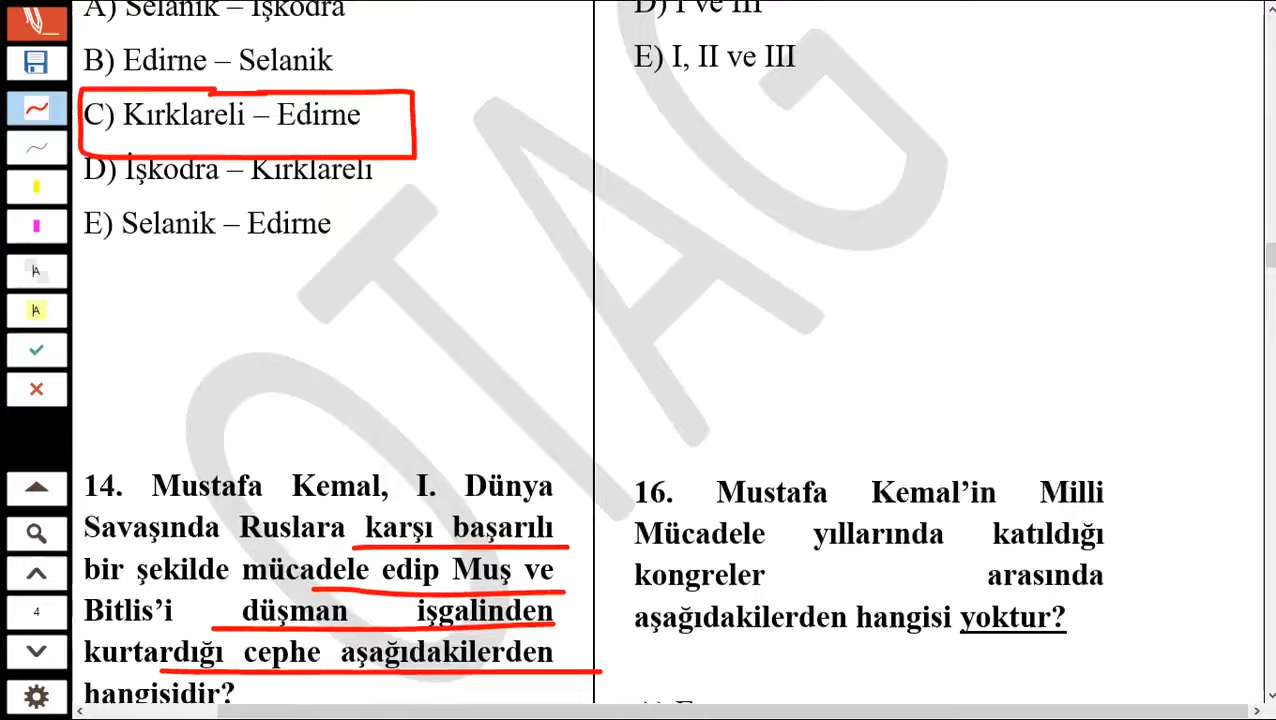 A) Selanik – İşkodra
B) Edirne – Selanik
C) Kırklareli – Edirne
D) İşkodra – Kırklareli
E) Selanik – Edirne
14. Mustafa Kemal, I. Dünya
Savaşında Ruslara karşı başarılı
bir şekilde mücadele edip Muş ve
Bitlis’i düşman işgalinden
kurtardığı cephe aşağıdakilerden
hangisidir?
D) I ve III
E) I, II ve III
16. Mustafa Kemal’in Milli
Mücadele yıllarında katıldığı
kongreler arasında
aşağıdakilerden hangisi yoktur?
OTAG
4